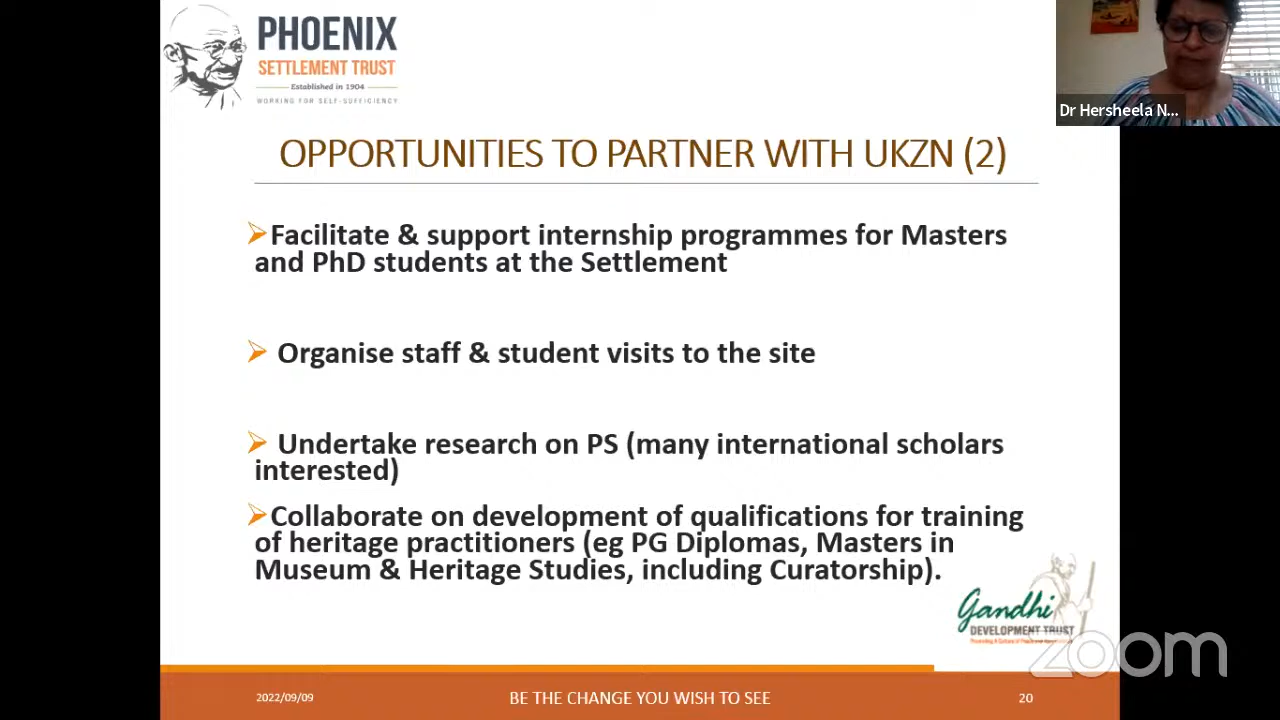 PHOENIX
SETTLEMENT TRUST
Established in 1904
WORKING FOR SELF-SUFFICIENCY
Dr Hersheela N...
OPPORTUNITIES TO PARTNER WITH UKZN (2)
➢Facilitate & support internship programmes for Masters
and PhD students at the Settlement
➢ Organise staff & student visits to the site
➢ Undertake research on PS (many international scholars
interested)
➢Collaborate on development of qualifications for training
of heritage practitioners (eg PG Diplomas, Masters in
Museum & Heritage Studies, including Curatorship).
Gandhi
DEVELOPMENT TRUST
zoom
2022/09/09
BE THE CHANGE YOU WISH TO SEE
20